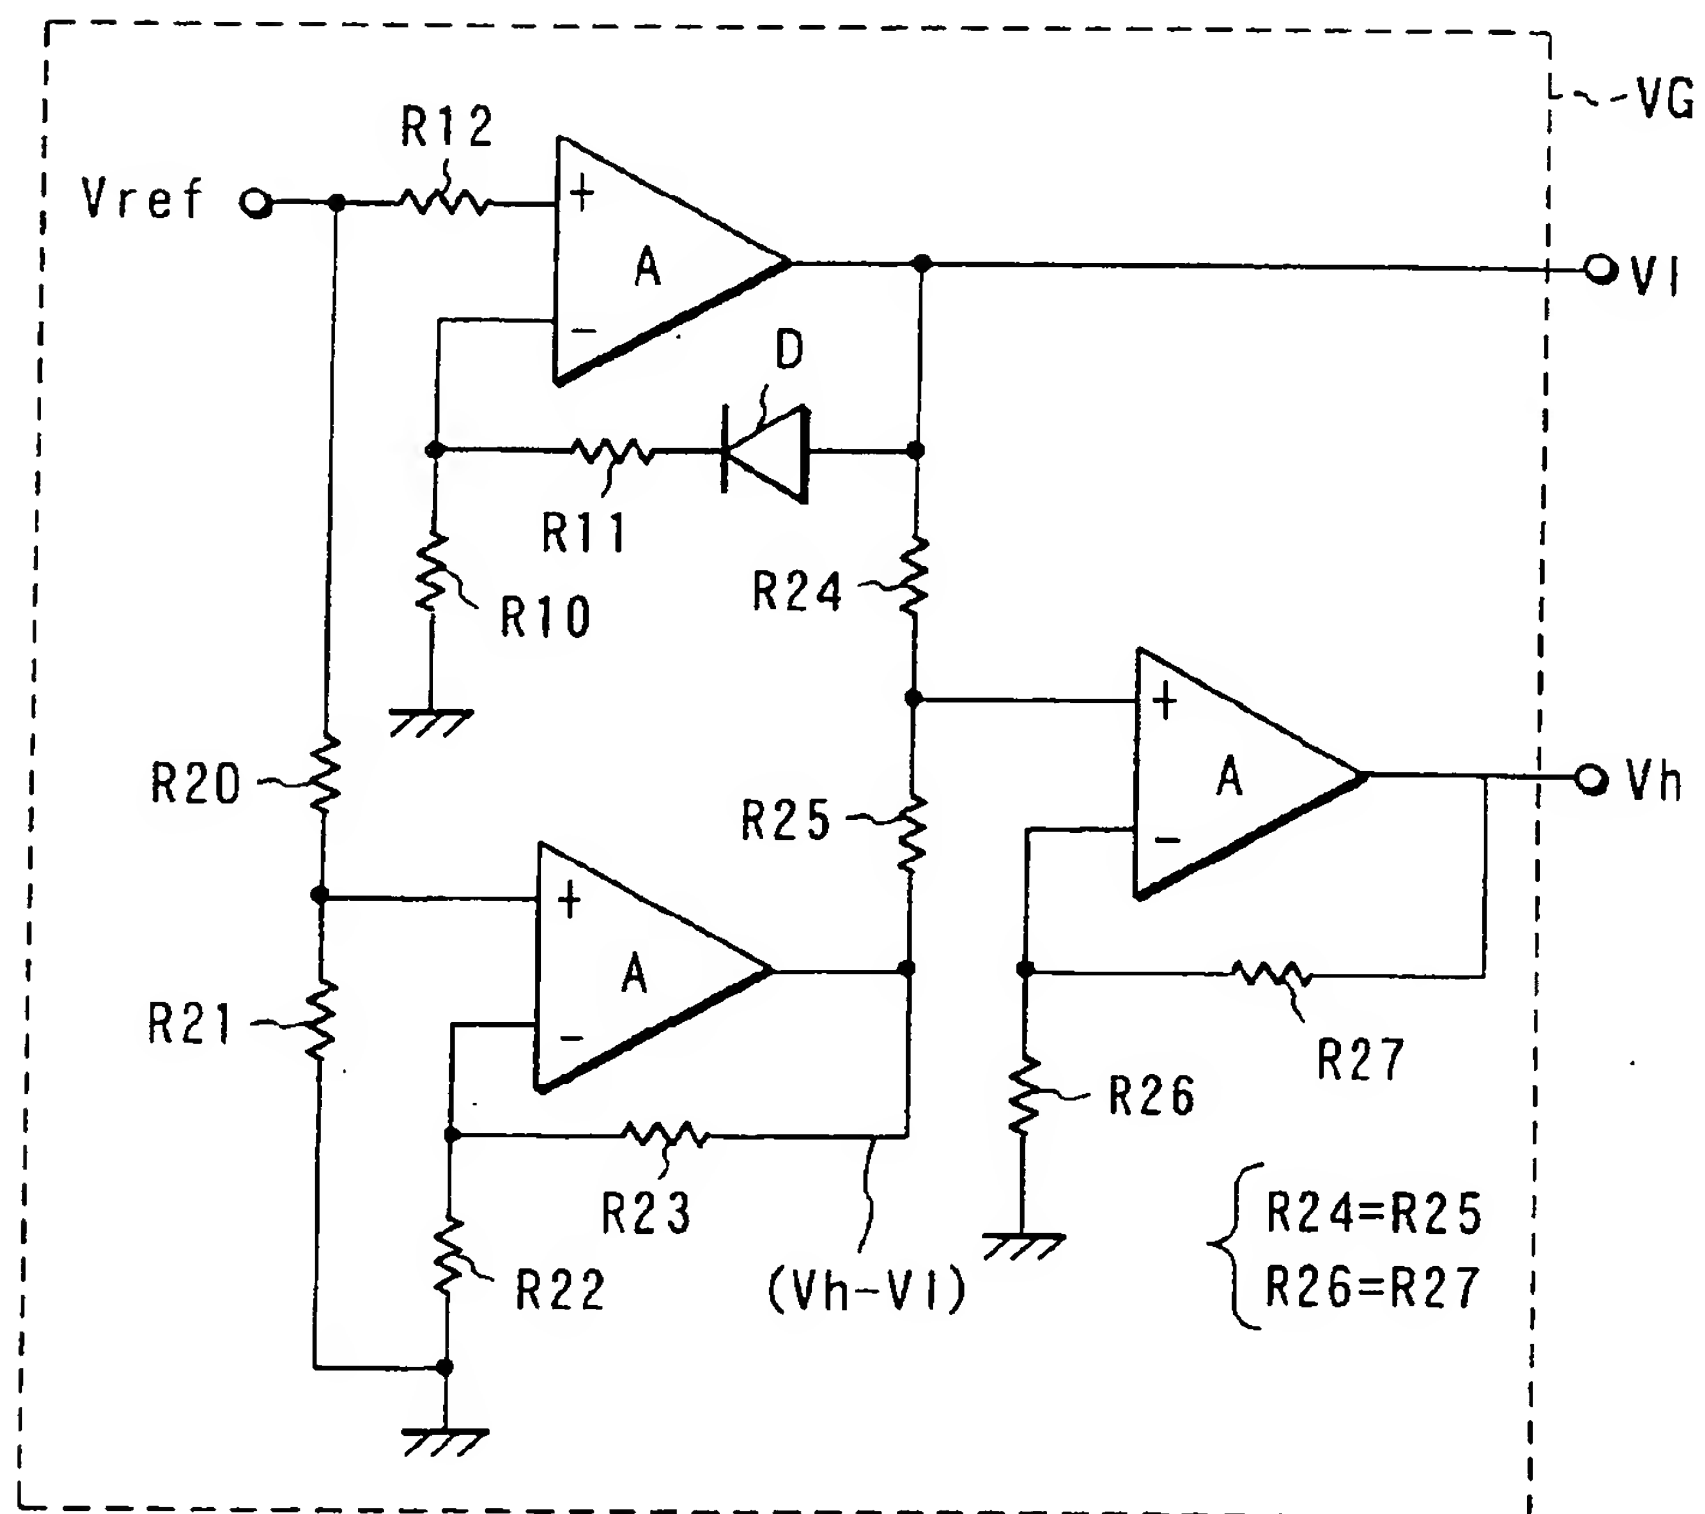 VG
R12
Vref
+
A
−
Vl
D
R11
R24
R10
+
A
−
Vh
R20
R25
+
A
−
R21
R27
R26
R23
R24=R25
R22
(Vh−Vl)
R26=R27